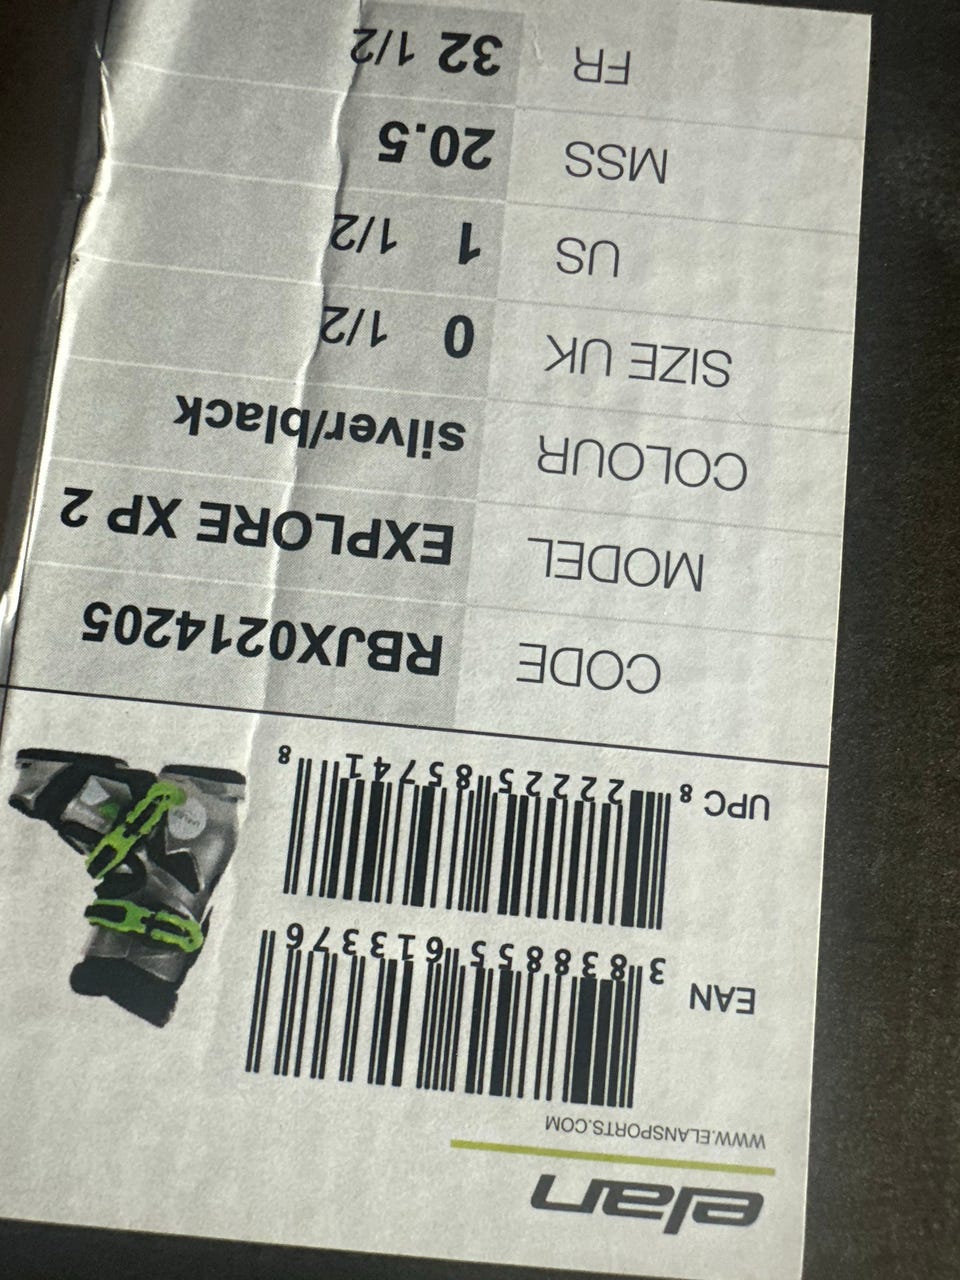 elan
WWW.ELANSPORTS.COM
EAN 3 838855 613376
UPC 8 22225 85741 8
CODE RBJX0214205
MODEL EXPLORE XP 2
COLOUR silver/black
SIZE UK 0 1/2
US 1 1/2
MSS 20.5
FR 32 1/2